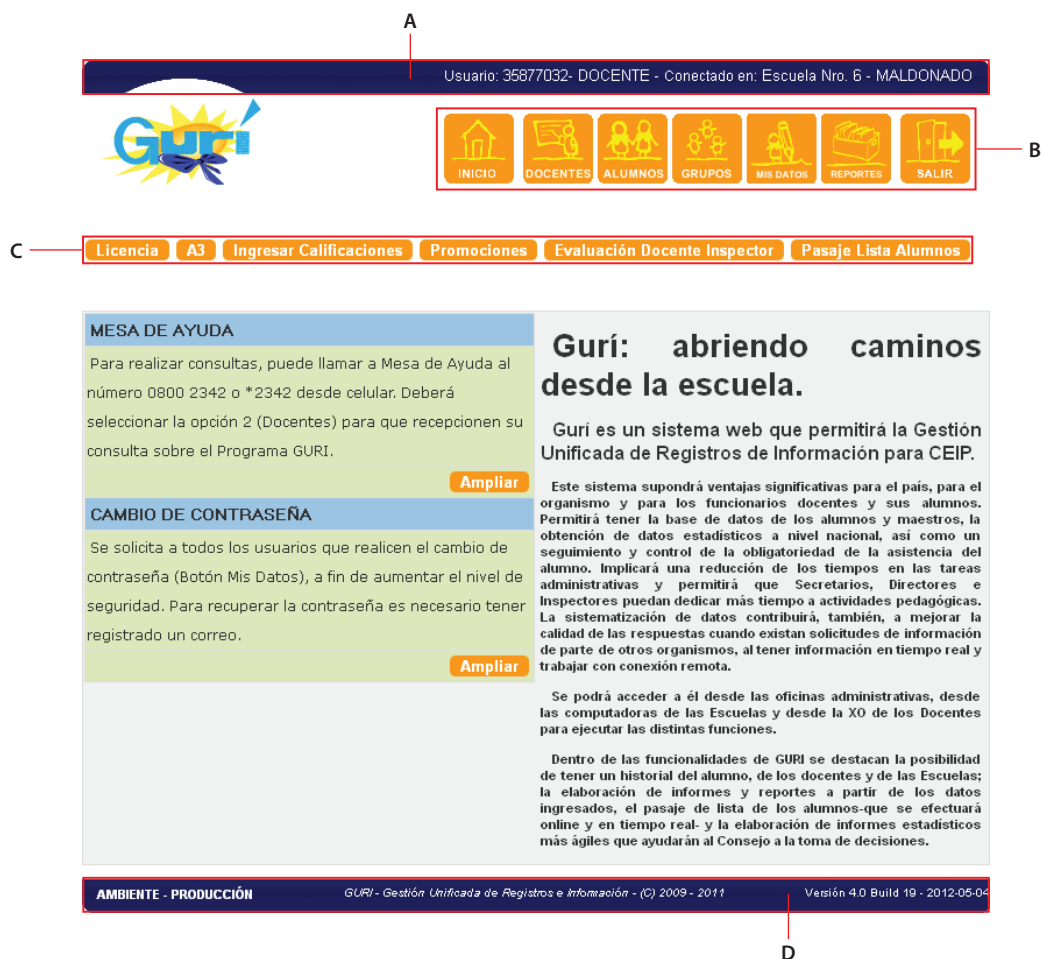 A
Usuario: 35877032- DOCENTE - Conectado en: Escuela Nro. 6 - MALDONADO
Gurí
INICIO DOCENTES ALUMNOS GRUPOS MIS DATOS REPORTES SALIR
B
C
Licencia A3 Ingresar Calificaciones Promociones Evaluación Docente Inspector Pasaje Lista Alumnos
MESA DE AYUDA
Para realizar consultas, puede llamar a Mesa de Ayuda al
número 0800 2342 o *2342 desde celular. Deberá
seleccionar la opción 2 (Docentes) para que recepcionen su
consulta sobre el Programa GURI.
Ampliar
CAMBIO DE CONTRASEÑA
Se solicita a todos los usuarios que realicen el cambio de
contraseña (Botón Mis Datos), a fin de aumentar el nivel de
seguridad. Para recuperar la contraseña es necesario tener
registrado un correo.
Ampliar
Gurí: abriendo caminos
desde la escuela.
Gurí es un sistema web que permitirá la Gestión
Unificada de Registros de Información para CEIP.
Este sistema supondrá ventajas significativas para el país, para el
organismo y para los funcionarios docentes y sus alumnos.
Permitirá tener la base de datos de los alumnos y maestros, la
obtención de datos estadísticos a nivel nacional, así como un
seguimiento y control de la obligatoriedad de la asistencia del
alumno. Implicará una reducción de los tiempos en las tareas
administrativas y permitirá que Secretarios, Directores e
Inspectores puedan dedicar más tiempo a actividades pedagógicas.
La sistematización de datos contribuirá, también, a mejorar la
calidad de las respuestas cuando existan solicitudes de información
de parte de otros organismos, al tener información en tiempo real y
trabajar con conexión remota.
Se podrá acceder a él desde las oficinas administrativas, desde
las computadoras de las Escuelas y desde la XO de los Docentes
para ejecutar las distintas funciones.
Dentro de las funcionalidades de GURI se destacan la posibilidad
de tener un historial del alumno, de los docentes y de las Escuelas;
la elaboración de informes y reportes a partir de los datos
ingresados, el pasaje de lista de los alumnos-que se efectuará
online y en tiempo real- y la elaboración de informes estadísticos
más ágiles que ayudarán al Consejo a la toma de decisiones.
AMBIENTE - PRODUCCIÓN GURI - Gestión Unificada de Registros e Información - (C) 2009 - 2011 Versión 4.0 Build 19 - 2012-05-04
D